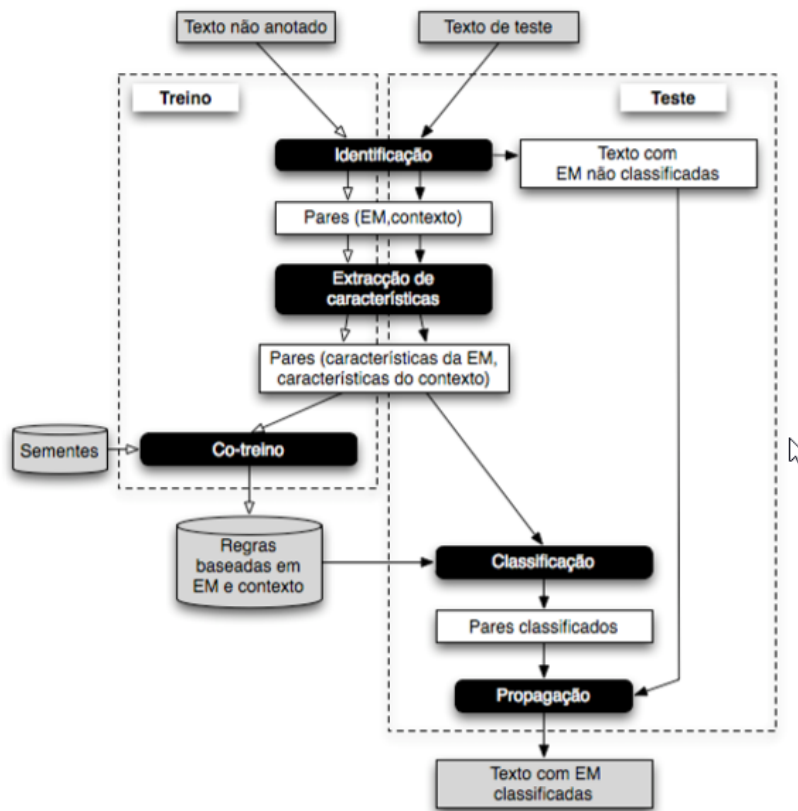 Texto não anotado
Texto de teste
Treino
Teste
Identificação
Texto com
EM não classificadas
Pares (EM,contexto)
Extracção de
características
Pares (características da EM,
características do contexto)
Sementes
Co-treino
Regras
baseadas em
EM e contexto
Classificação
Pares classificados
Propagação
Texto com EM
classificadas